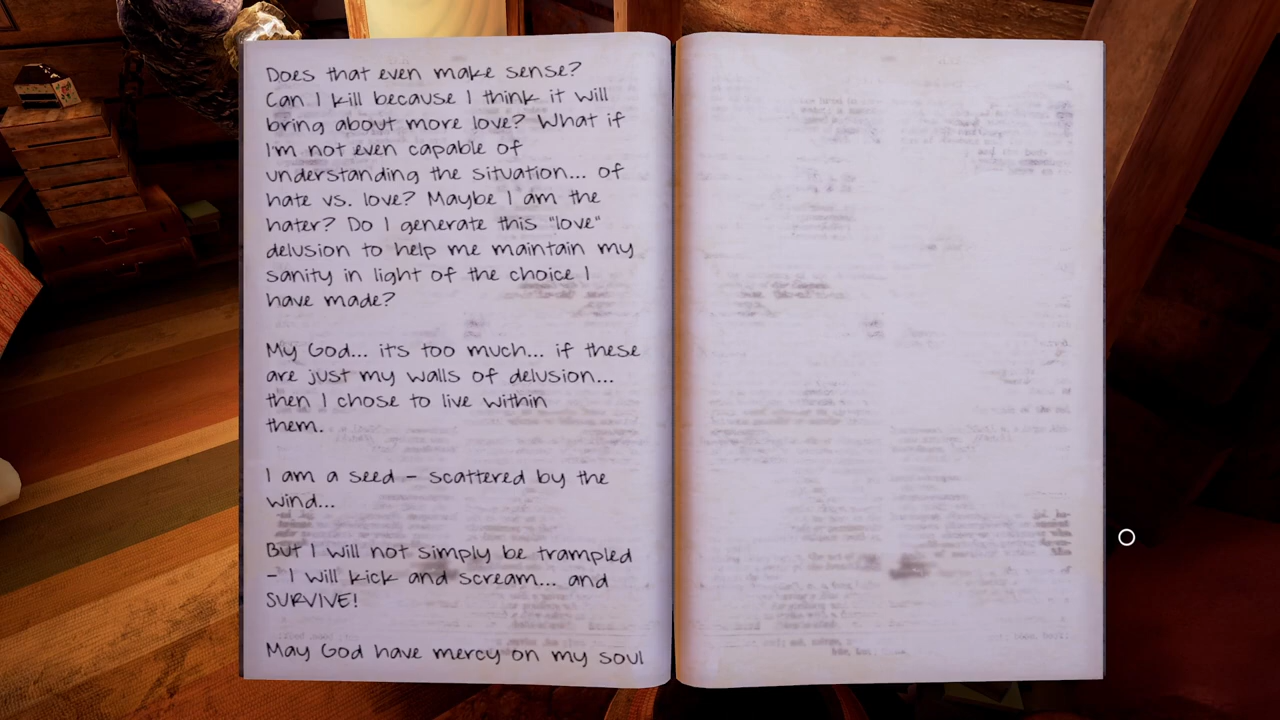 Does that even make sense?
Can I kill because I think it will
bring about more love? What if
I'm not even capable of
understanding the situation... of
hate vs. love? Maybe I am the
hater? Do I generate this "love"
delusion to help me maintain my
sanity in light of the choice I
have made?
My God... it's too much... if these
are just my walls of delusion...
then I chose to live within
them.
I am a seed - scattered by the
wind...
But I will not simply be trampled
- I will kick and scream... and
SURVIVE!
May God have mercy on my soul